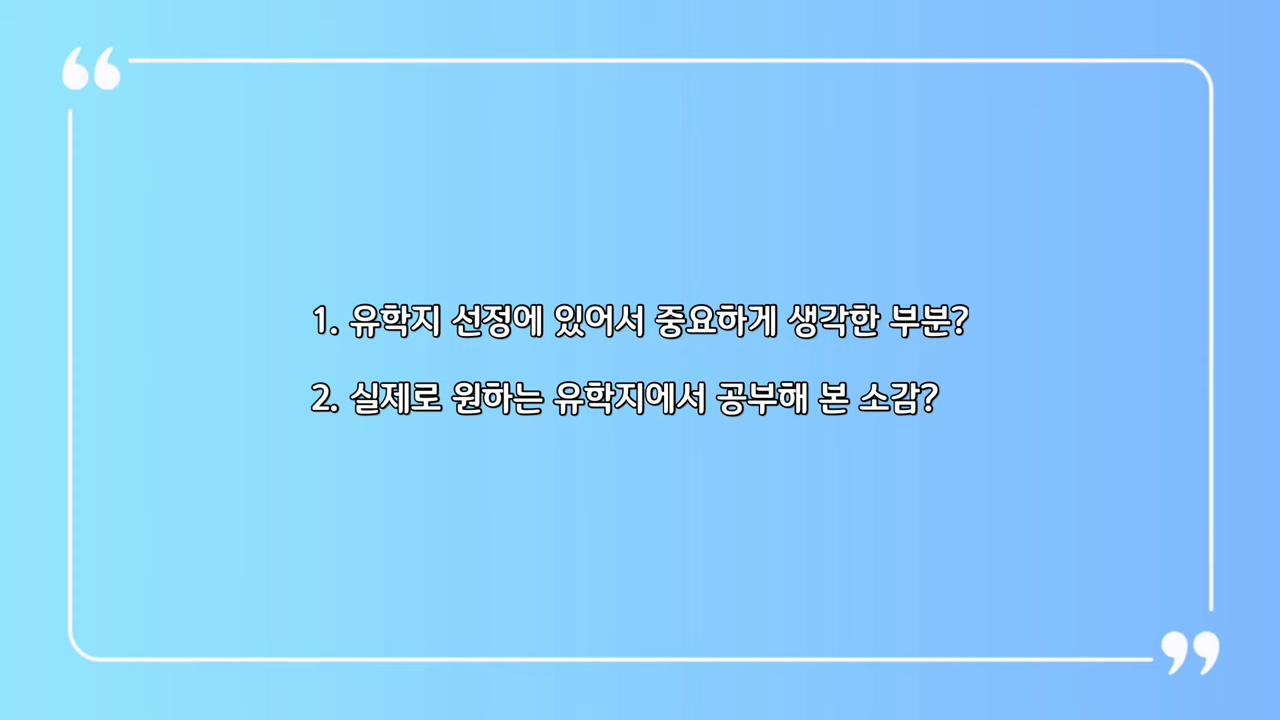 1. 유학지 선정에 있어서 중요하게 생각한 부분?
2. 실제로 원하는 유학지에서 공부해 본 소감?